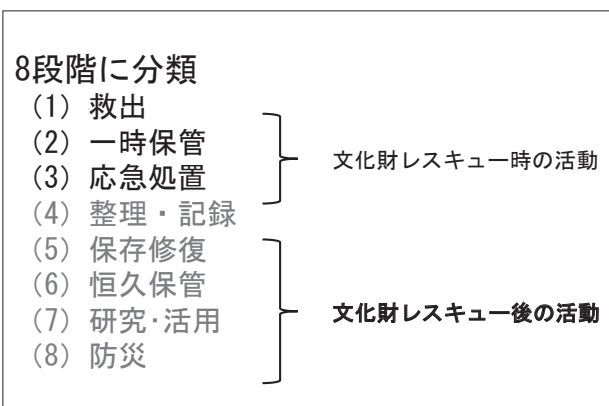 8段階に分類
(1) 救出
(2) 一時保管
(3) 応急処置
文化財レスキュー時の活動
(4) 整理・記録
(5) 保存修復
(6) 恒久保管
(7) 研究・活用
(8) 防災
文化財レスキュー後の活動